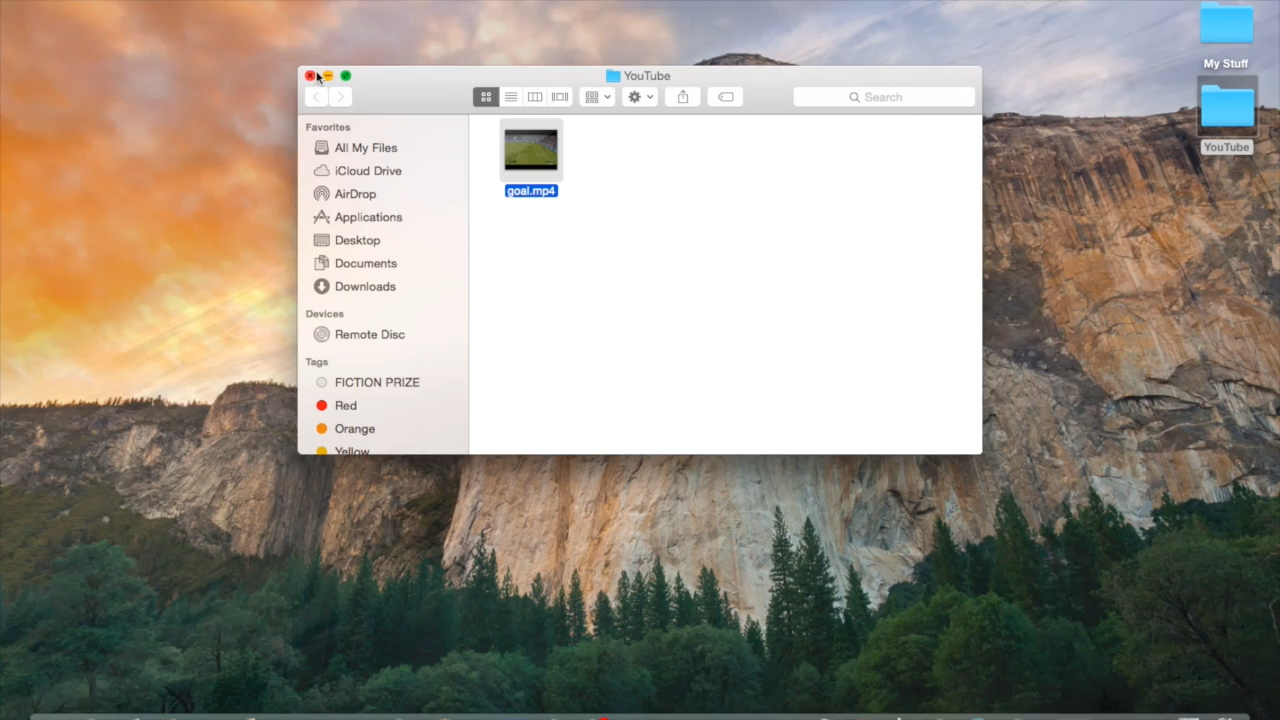 My Stuff
YouTube
YouTube
Search
Favorites
All My Files
iCloud Drive
AirDrop
Applications
Desktop
Documents
Downloads
Devices
Remote Disc
Tags
FICTION PRIZE
Red
Orange
Yellow
goal.mp4